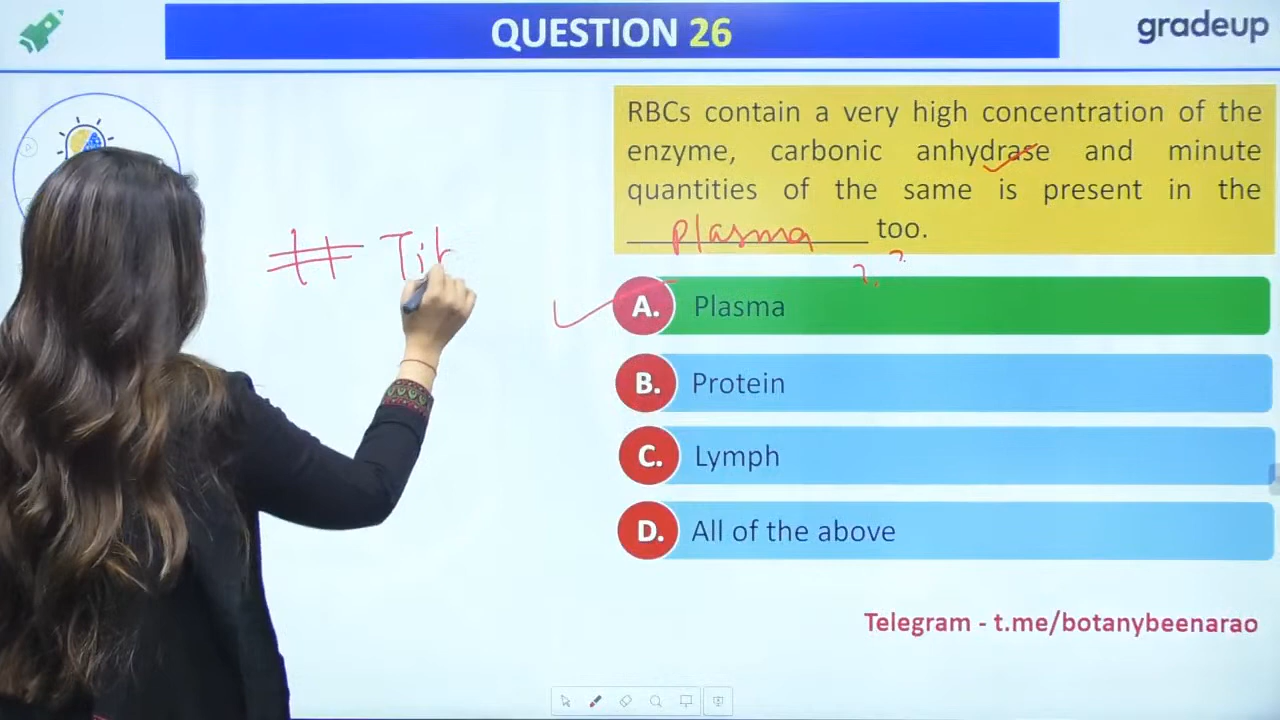 QUESTION 26
gradeup
RBCs contain a very high concentration of the
enzyme, carbonic anhydrase and minute
quantities of the same is present in the
plasma too.
? ?
# Ti
A. Plasma
B. Protein
C. Lymph
D. All of the above
Telegram - t.me/botanybeenarao